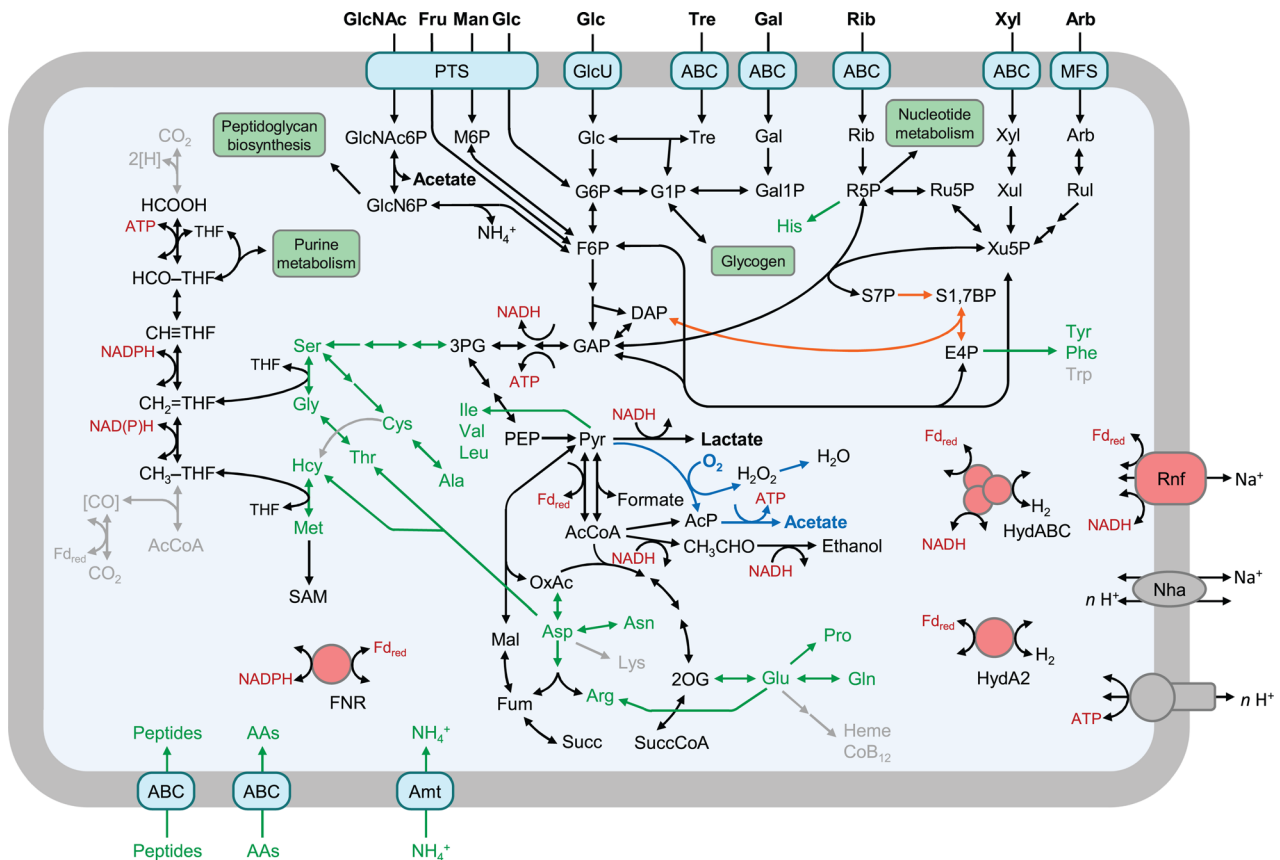 GlcNAc Fru Man Glc Glc Tre Gal Rib Xyl Arb
PTS GlcU ABC ABC ABC ABC MFS
Peptidoglycan
biosynthesis
Nucleotide
metabolism
CO₂
2[H]
GlcNAc6P M6P Glc Tre Gal Rib Xyl Arb
Acetate
HCOOH GlcN6P G6P G1P Gal1P R5P Ru5P Xul Rul
ATP THF NH₄⁺ His
Purine
metabolism
F6P Glycogen Xu5P
HCO–THF
S7P S1,7BP
NADH DAP
CH≡THF
Ser 3PG GAP E4P
Tyr
Phe
Trp
NADPH THF ATP
CH₂=THF Gly
Ile
Val
Leu
NAD(P)H Cys PEP Pyr NADH Lactate
Hcy Thr Ala O₂ H₂O₂ H₂O
CH₃–THF Fd_red Formate ATP
[CO] THF Met AcP Acetate
Fd_red AcCoA AcCoA CH₃CHO Ethanol
CO₂ NADH NADH
SAM OxAc
Fd_red NADH HydABC H₂
Fd_red Rnf Na⁺
NADH
Nha Na⁺
n H⁺
Mal Asp Asn Lys
Pro
Fd_red H₂
HydA2
NADPH Fd_red
FNR
Fum Arg 2OG Glu Gln
Succ SuccCoA
Heme
CoB₁₂
ATP n H⁺
Peptides AAs NH₄⁺
ABC ABC Amt
Peptides AAs NH₄⁺